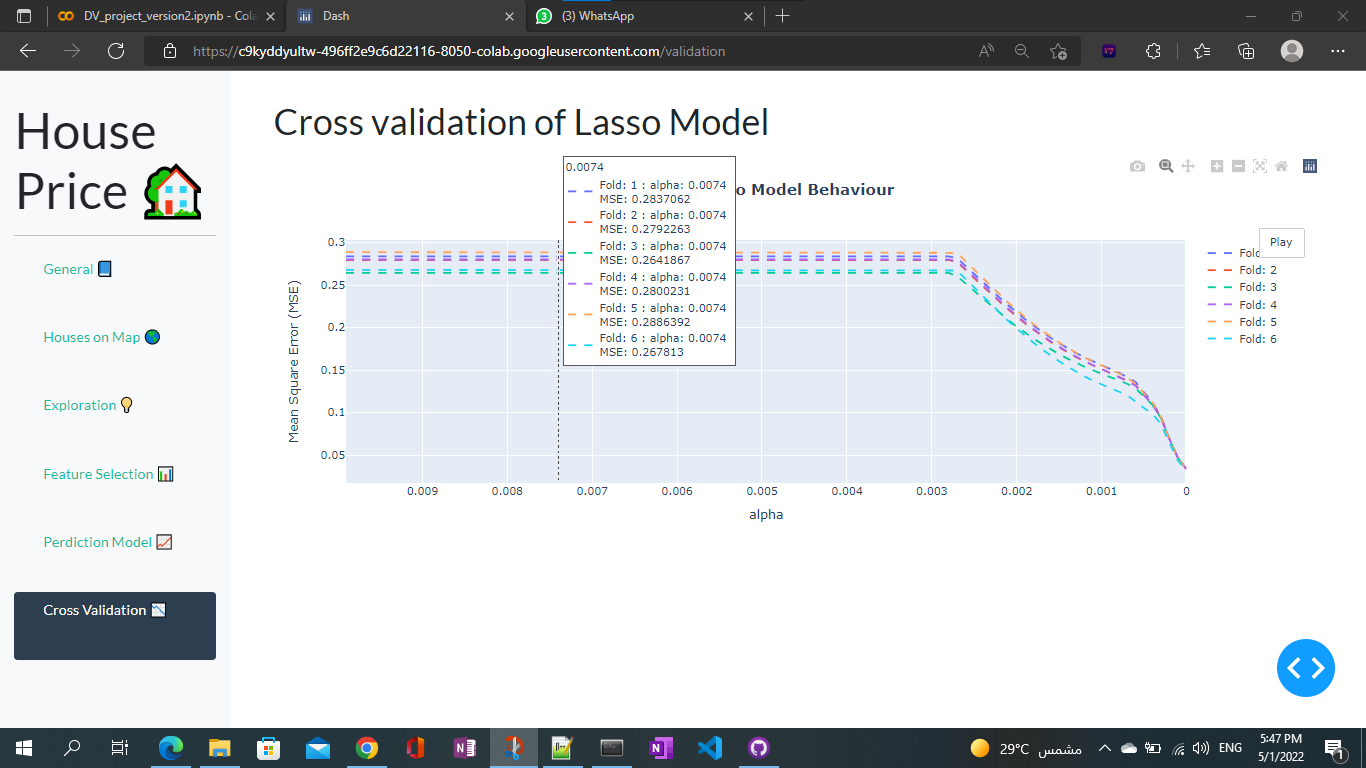 DV_project_version2.ipynb - Cola
Dash
(3) WhatsApp
https://c9kyddyultw-496ff2e9c6d22116-8050-colab.googleusercontent.com/validation
House
Price
General
Houses on Map
Exploration
Feature Selection
Perdiction Model
Cross Validation
Cross validation of Lasso Model
o Model Behaviour
0.0074
Fold: 1 : alpha: 0.0074
MSE: 0.2837062
Fold: 2 : alpha: 0.0074
MSE: 0.2792263
Fold: 3 : alpha: 0.0074
MSE: 0.2641867
Fold: 4 : alpha: 0.0074
MSE: 0.2800231
Fold: 5 : alpha: 0.0074
MSE: 0.2886392
Fold: 6 : alpha: 0.0074
MSE: 0.267813
Play
Fold
Fold: 2
Fold: 3
Fold: 4
Fold: 5
Fold: 6
Mean Square Error (MSE)
0.3
0.25
0.2
0.15
0.1
0.05
0.009 0.008 0.007 0.006 0.005 0.004 0.003 0.002 0.001 0
alpha
29°C مشمس
ENG
5:47 PM
5/1/2022
1